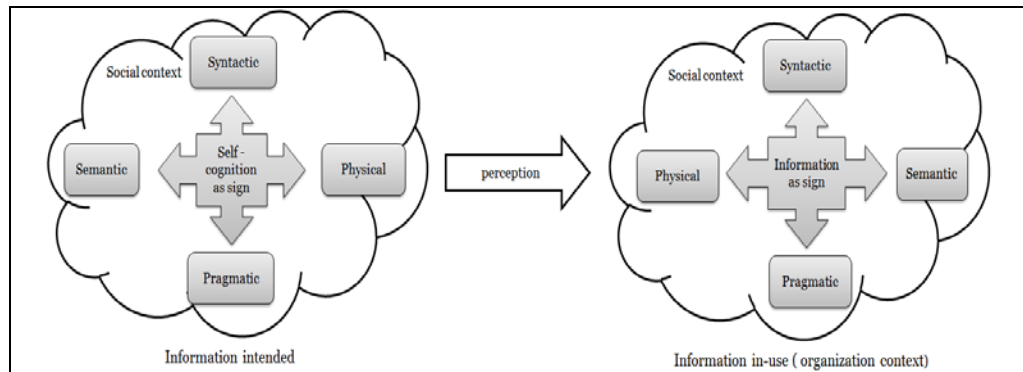 Social context
Syntactic
Semantic
Self -
cognition
as sign
Physical
Pragmatic
Information intended
perception
Social context
Syntactic
Physical
Information
as sign
Semantic
Pragmatic
Information in-use ( organization context)